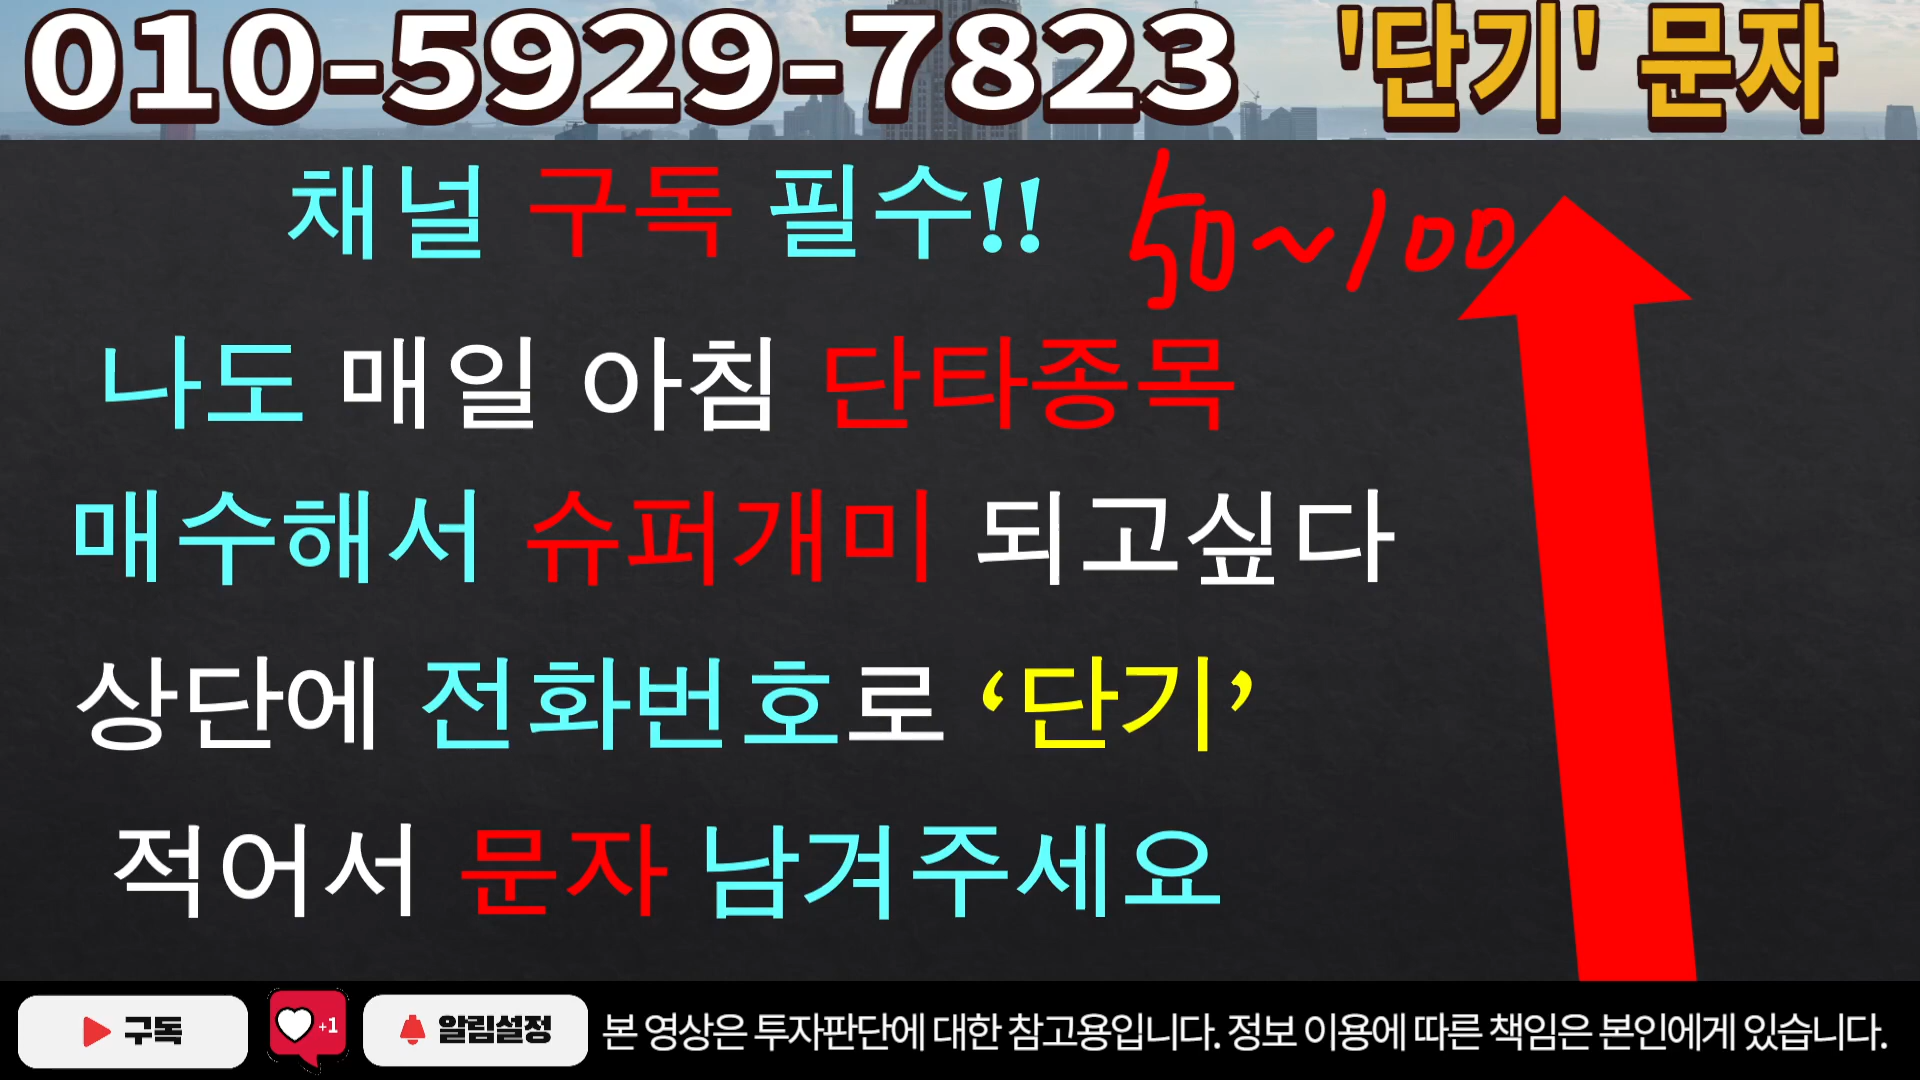 010-5929-7823 '단기' 문자
채널 구독 필수!! 50~100
나도 매일 아침 단타종목
매수해서 슈퍼개미 되고싶다
상단에 전화번호로 ‘단기’
적어서 문자 남겨주세요
구독 +1 알림설정 본 영상은 투자판단에 대한 참고용입니다. 정보 이용에 따른 책임은 본인에게 있습니다.